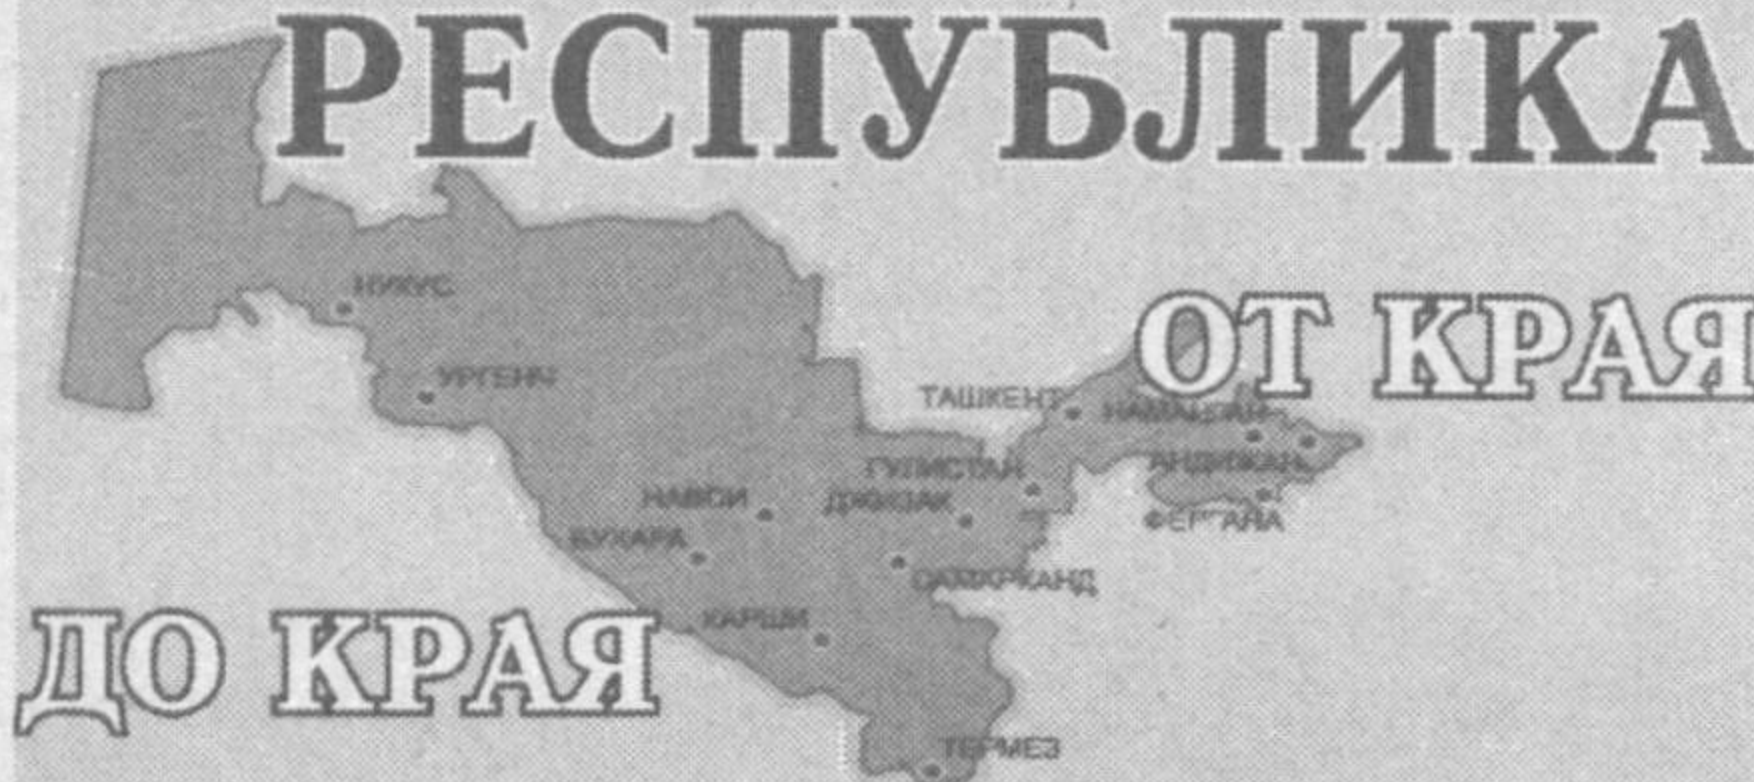 РЕСПУБЛИКА
ОТ КРАЯ
НУКУС
УРГЕНЧ
ТАШКЕНТ
НАМАНГАН
ГУЛИСТАН
АНДИЖАН
НАВОИ
ДЖИЗАК
ФЕРГАНА
БУХАРА
САМАРКАНД
КАРШИ
ДО КРАЯ
ТЕРМЕЗ